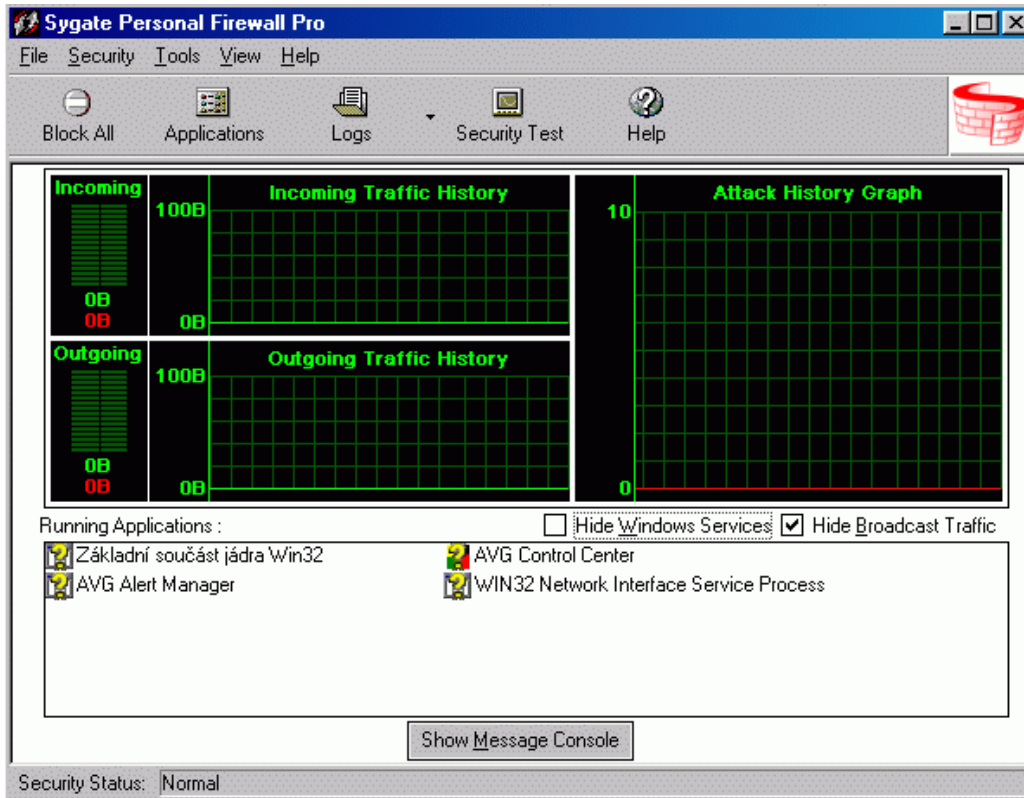 Sygate Personal Firewall Pro
File Security Tools View Help
Block All Applications Logs Security Test Help
Incoming
0B
0B
Incoming Traffic History
100B
0B
Outgoing
0B
0B
Outgoing Traffic History
100B
0B
Attack History Graph
10
0
Running Applications : Hide Windows Services Hide Broadcast Traffic
Základní součást jádra Win32 AVG Control Center
AVG Alert Manager WIN32 Network Interface Service Process
Show Message Console
Security Status: Normal